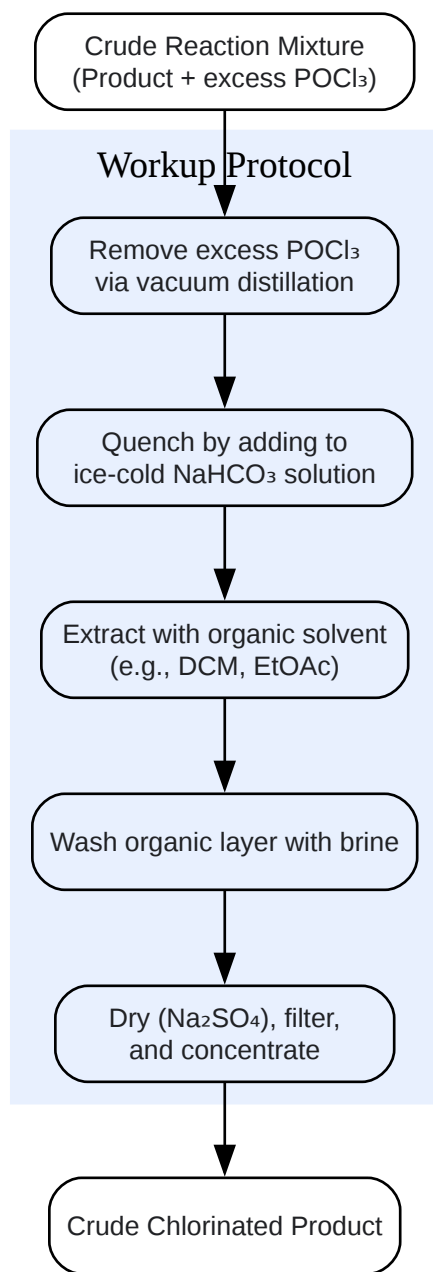 Crude Reaction Mixture
(Product + excess POCl₃)
Workup Protocol
Remove excess POCl₃
via vacuum distillation
Quench by adding to
ice-cold NaHCO₃ solution
Extract with organic solvent
(e.g., DCM, EtOAc)
Wash organic layer with brine
Dry (Na₂SO₄), filter,
and concentrate
Crude Chlorinated Product